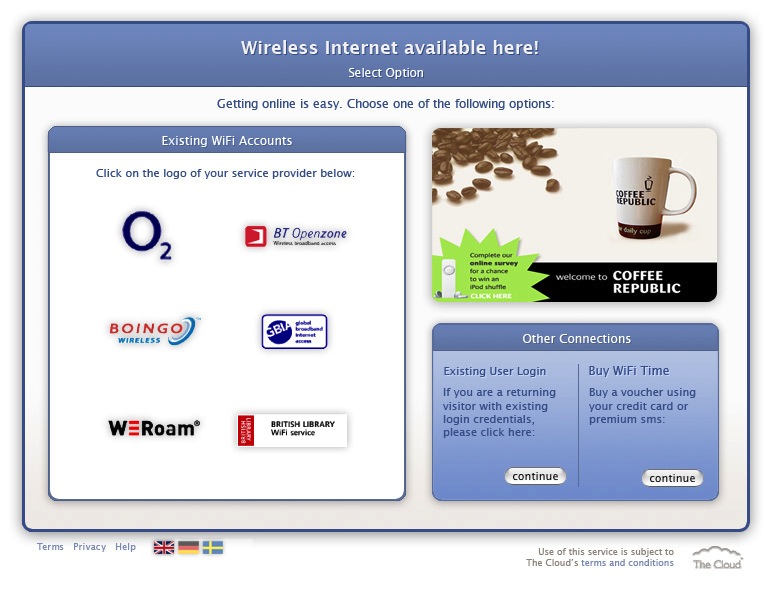 Wireless Internet available here!
Select Option
Getting online is easy. Choose one of the following options:
Existing WiFi Accounts
Click on the logo of your service provider below:
O2
BT Openzone
Wireless broadband access
BOINGO
WIRELESS
™
GBIA
global
broadband
internet
access
WERoam®
BRITISH
LIBRARY
BRITISH LIBRARY
WiFi service
COFFEE
REPUBLIC
daily cup
Complete our
online survey
for a chance
to win an
iPod shuffle
CLICK HERE
welcome to COFFEE
REPUBLIC
Other Connections
Existing User Login
If you are a returning
visitor with existing
login credentials,
please click here:
continue
Buy WiFi Time
Buy a voucher using
your credit card or
premium sms:
continue
Terms Privacy Help
Use of this service is subject to
The Cloud's terms and conditions
The Cloud